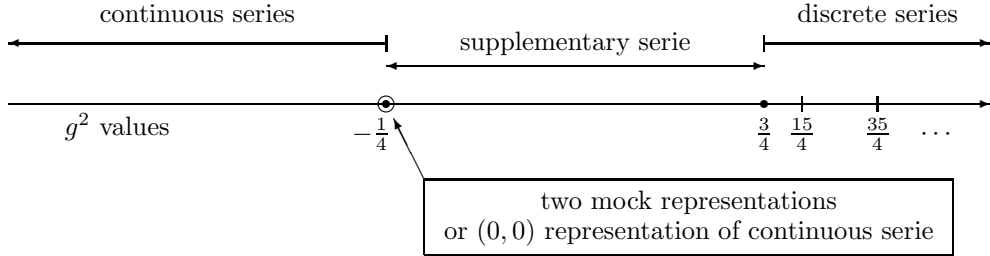 continuous series
discrete series
supplementary serie
g² values
−1/4
3/4
15/4
35/4
⋯
two mock representations
or (0, 0) representation of continuous serie